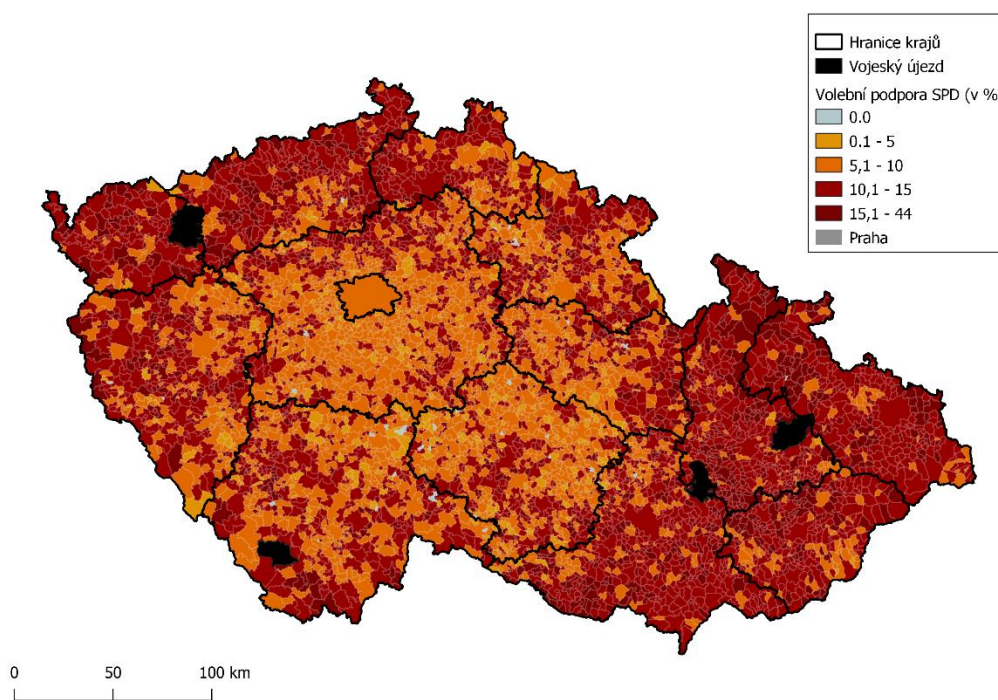 Hranice krajů
Vojeský újezd
Volební podpora SPD (v %
0.0
0.1 - 5
5,1 - 10
10,1 - 15
15,1 - 44
Praha
0 50 100 km